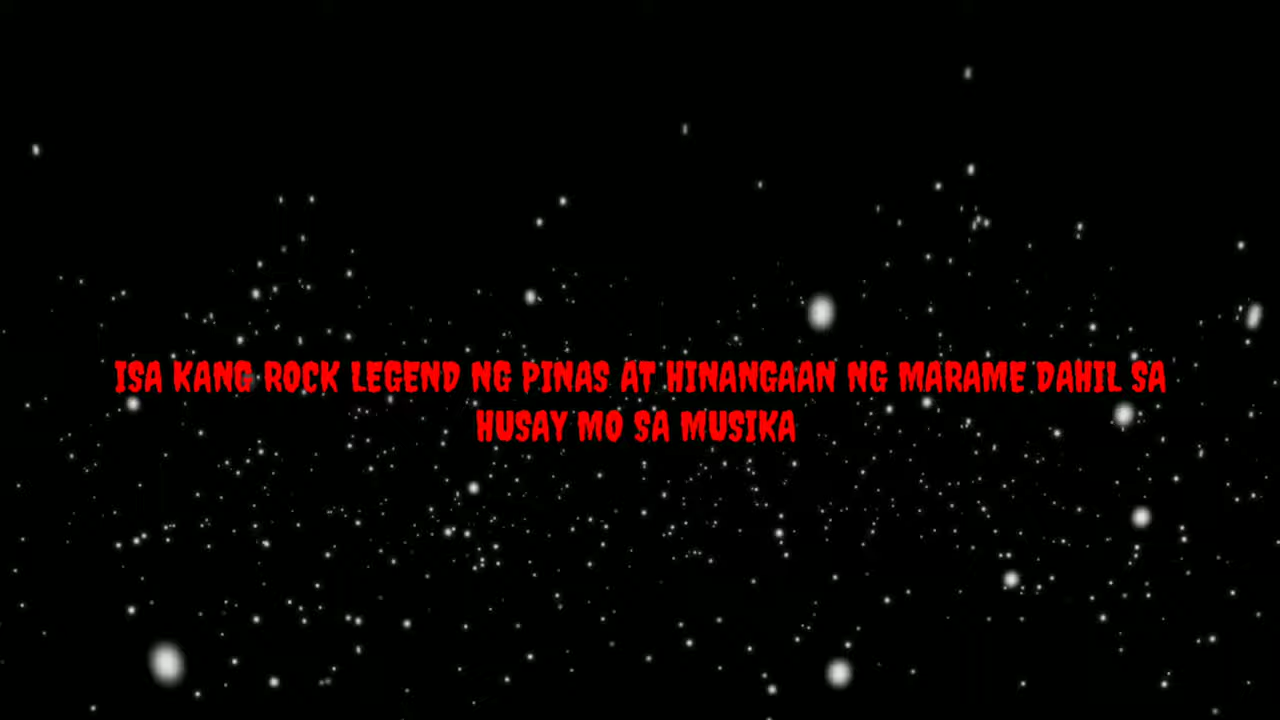 ISA KANG ROCK LEGEND NG PINAS AT HINANGAAN NG MARAME DAHIL SA
HUSAY MO SA MUSIKA